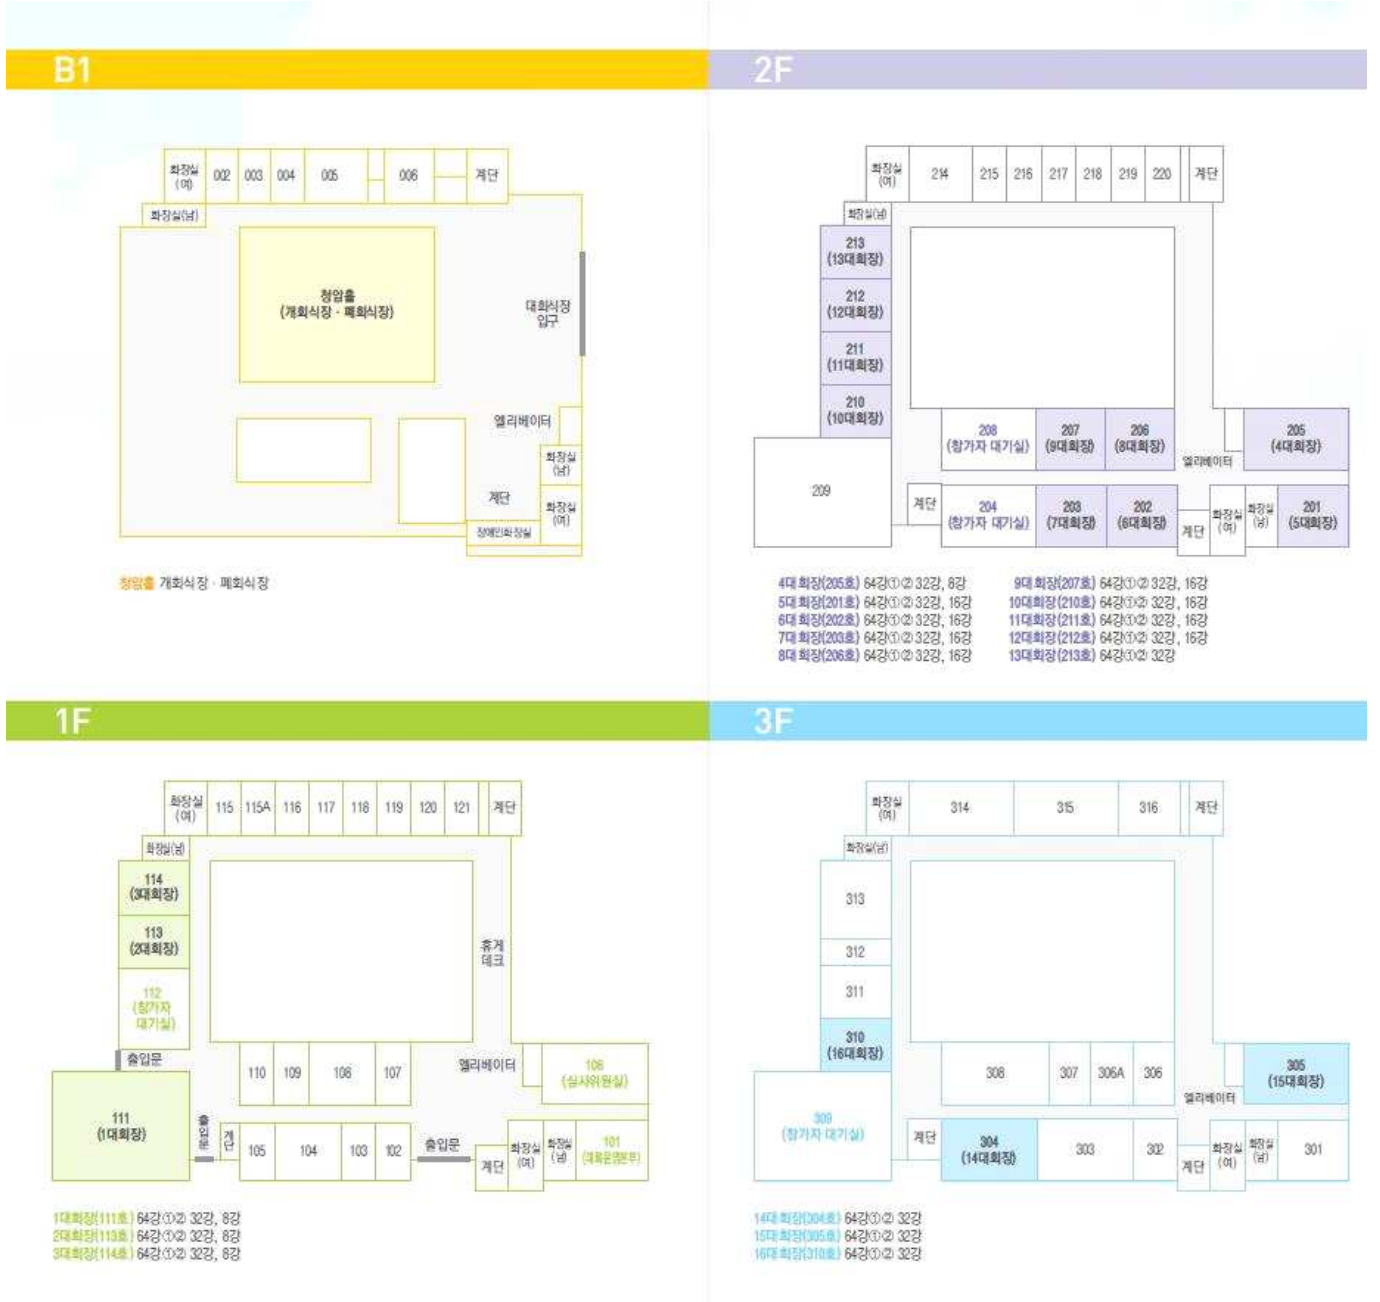 B1
화장실
(여)
002
003
004
005
006
계단
화장실(남)
청암홀
(개회식장 · 폐회식장)
대회식장
입구
엘리베이터
화장실
(남)
계단
화장실
(여)
장애인화장실
청암홀 개회식장 · 폐회식장
2F
화장실
(여)
214
215
216
217
218
219
220
계단
화장실(남)
213
(13대회장)
212
(12대회장)
211
(11대회장)
210
(10대회장)
208
(참가자 대기실)
207
(9대회장)
206
(8대회장)
엘리베이터
205
(4대회장)
209
계단
204
(참가자 대기실)
203
(7대회장)
202
(6대회장)
계단
화장실
(여)
화장실
(남)
201
(5대회장)
4대회장(205호) 64강①② 32강, 8강
5대회장(201호) 64강①② 32강, 16강
6대회장(202호) 64강①② 32강, 16강
7대회장(203호) 64강①② 32강, 16강
8대회장(206호) 64강①② 32강, 16강
9대회장(207호) 64강①② 32강, 16강
10대회장(210호) 64강①② 32강, 16강
11대회장(211호) 64강①② 32강, 16강
12대회장(212호) 64강①② 32강, 16강
13대회장(213호) 64강①② 32강
1F
화장실
(여)
115
115A
116
117
118
119
120
121
계단
화장실(남)
114
(3대회장)
113
(2대회장)
112
(참가자
대기실)
휴게
데크
출입문
110
109
106
107
엘리베이터
108
(심사위원실)
111
(1대회장)
출입문
계단
105
104
103
102
출입문
계단
화장실
(여)
화장실
(남)
101
(대회운영본부)
1대회장(111호) 64강①② 32강, 8강
2대회장(113호) 64강①② 32강, 8강
3대회장(114호) 64강①② 32강, 8강
3F
화장실
(여)
314
315
316
계단
화장실(남)
313
312
311
310
(16대회장)
308
307
306A
306
엘리베이터
305
(15대회장)
309
(참가자 대기실)
계단
304
(14대회장)
303
302
계단
화장실
(여)
화장실
(남)
301
14대회장(304호) 64강①② 32강
15대회장(305호) 64강①② 32강
16대회장(310호) 64강①② 32강